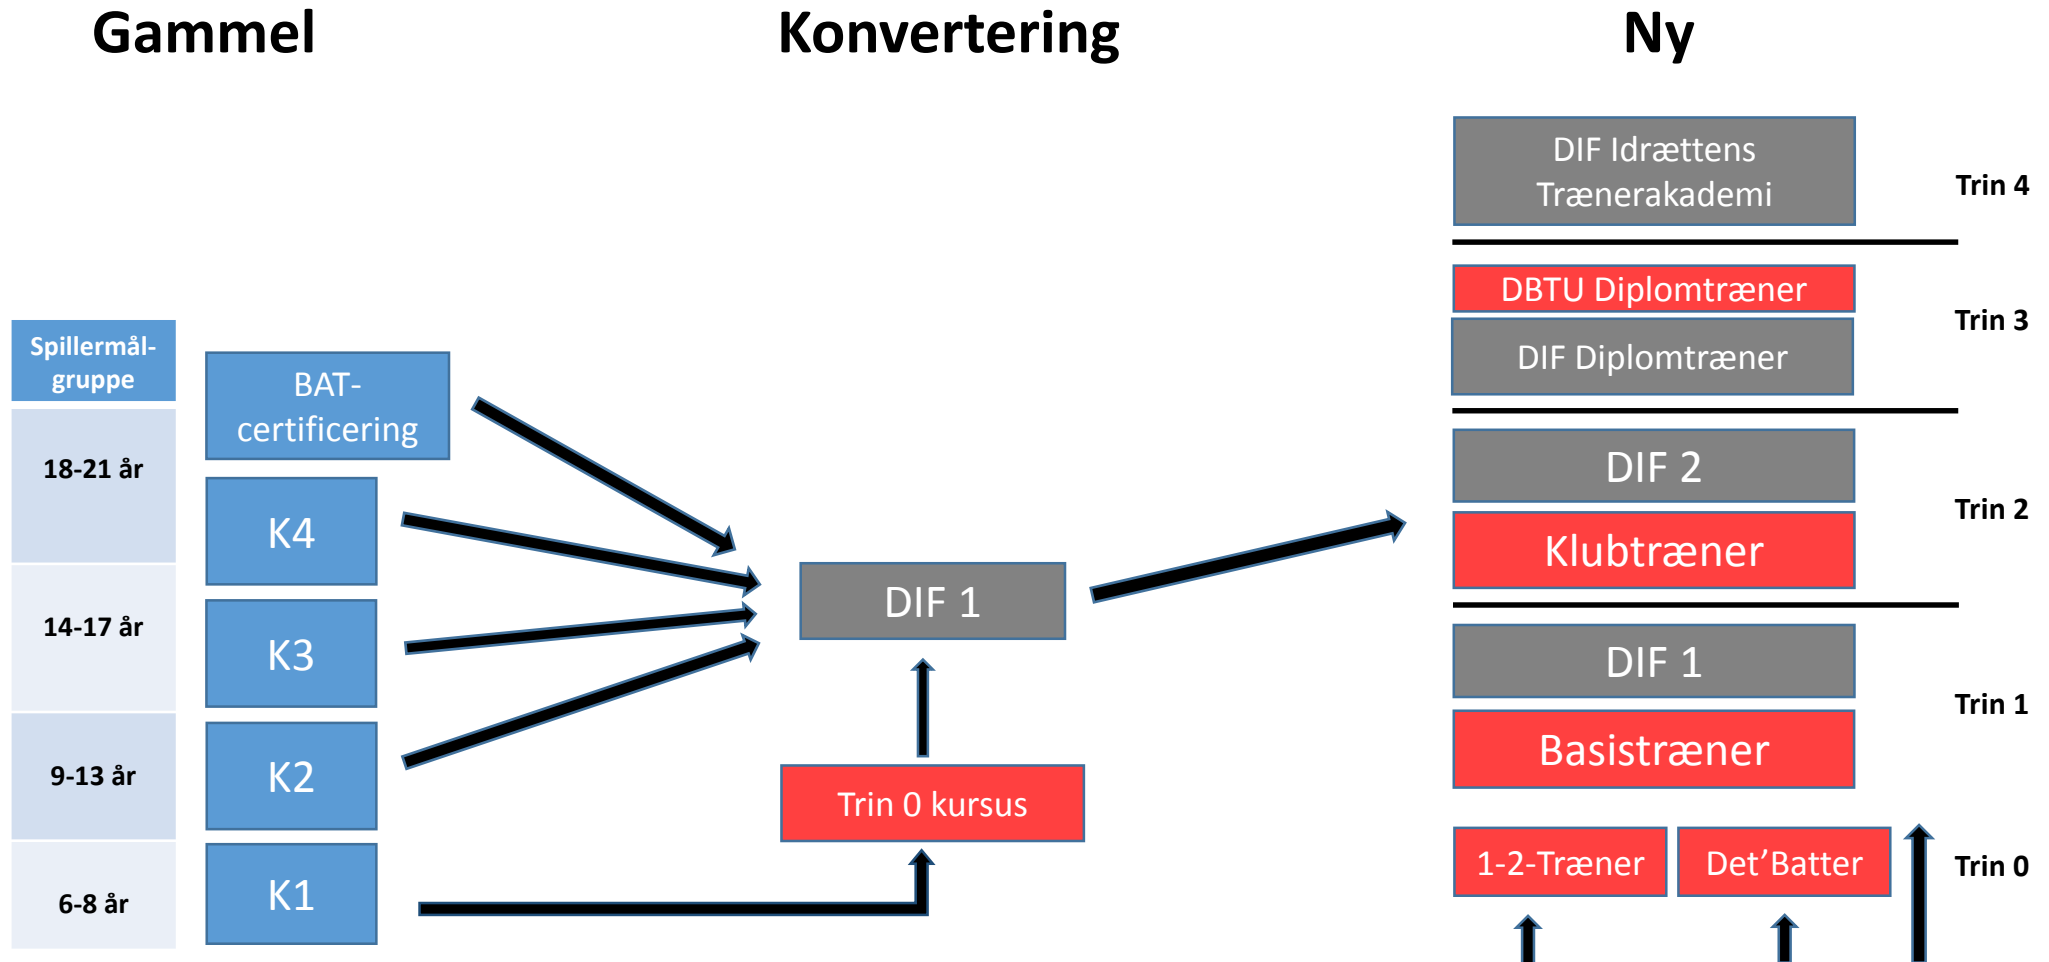 Gammel
Konvertering
Ny
Spillermål-
gruppe
18-21 år
14-17 år
9-13 år
6-8 år
BAT-
certificering
K4
K3
K2
K1
DIF 1
Trin 0 kursus
DIF Idrættens
Trænerakademi
Trin 4
DBTU Diplomtræner
DIF Diplomtræner
Trin 3
DIF 2
Klubtræner
Trin 2
DIF 1
Basistræner
Trin 1
1-2-Træner
Det’Batter
Trin 0